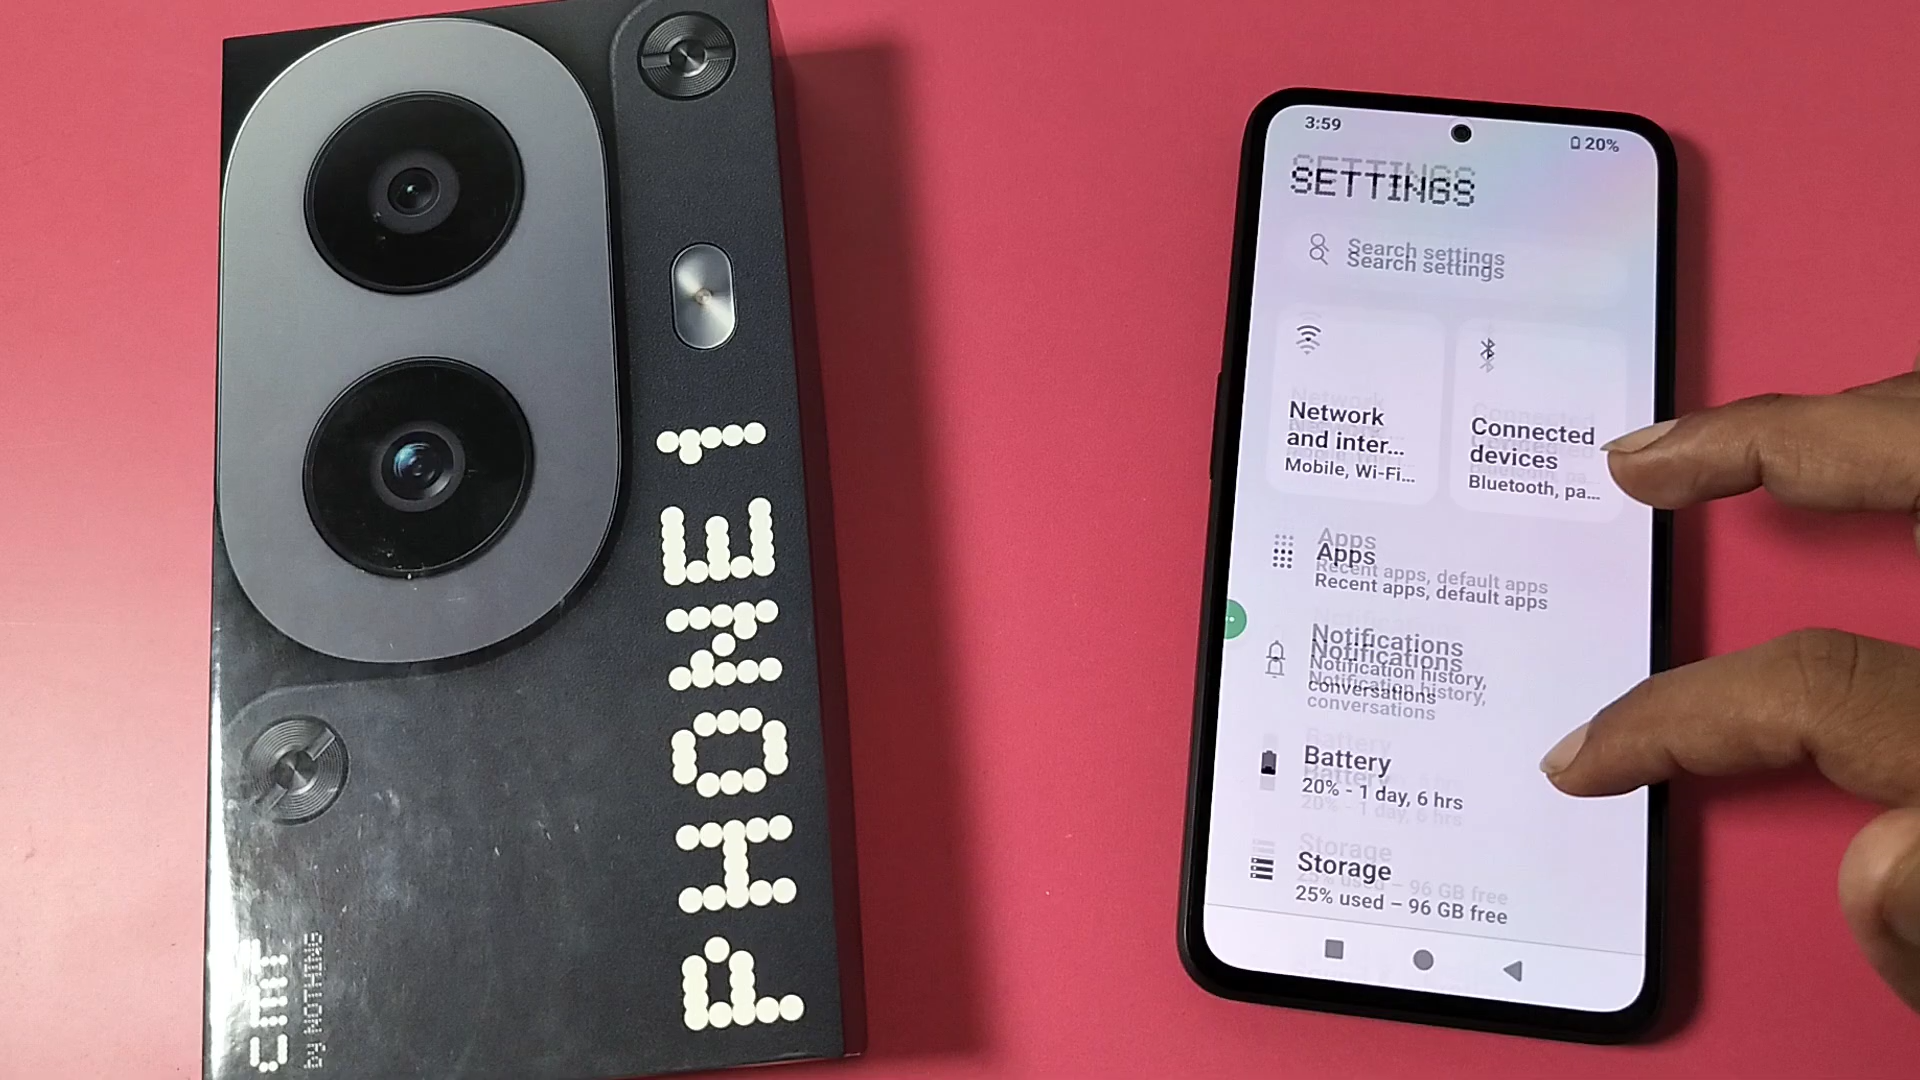 PHONE 1
CMF
by NOTHING
3:59
20%
SETTINGS
Search settings
Network
and inter...
Mobile, Wi-Fi...
Connected
devices
Bluetooth, pa...
Apps
Recent apps, default apps
Notifications
Notification history,
conversations
Battery
20% - 1 day, 6 hrs
Storage
25% used – 96 GB free